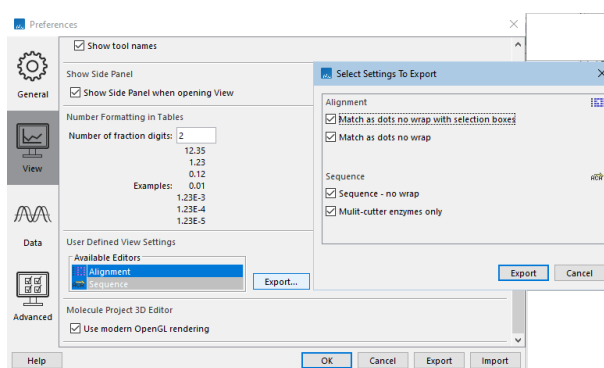 Preferences
Show tool names
General
Show Side Panel
Show Side Panel when opening View
Number Formatting in Tables
Number of fraction digits: 2
12.35
1.23
0.12
Examples: 0.01
1.23E-3
1.23E-4
1.23E-5
View
Data
User Defined View Settings
Available Editors
Alignment
Sequence
Export...
Advanced
Molecule Project 3D Editor
Use modern OpenGL rendering
Help
OK Cancel Export Import
Select Settings To Export
Alignment
Match as dots no wrap with selection boxes
Match as dots no wrap
Sequence
Sequence - no wrap
Mulit-cutter enzymes only
Export Cancel